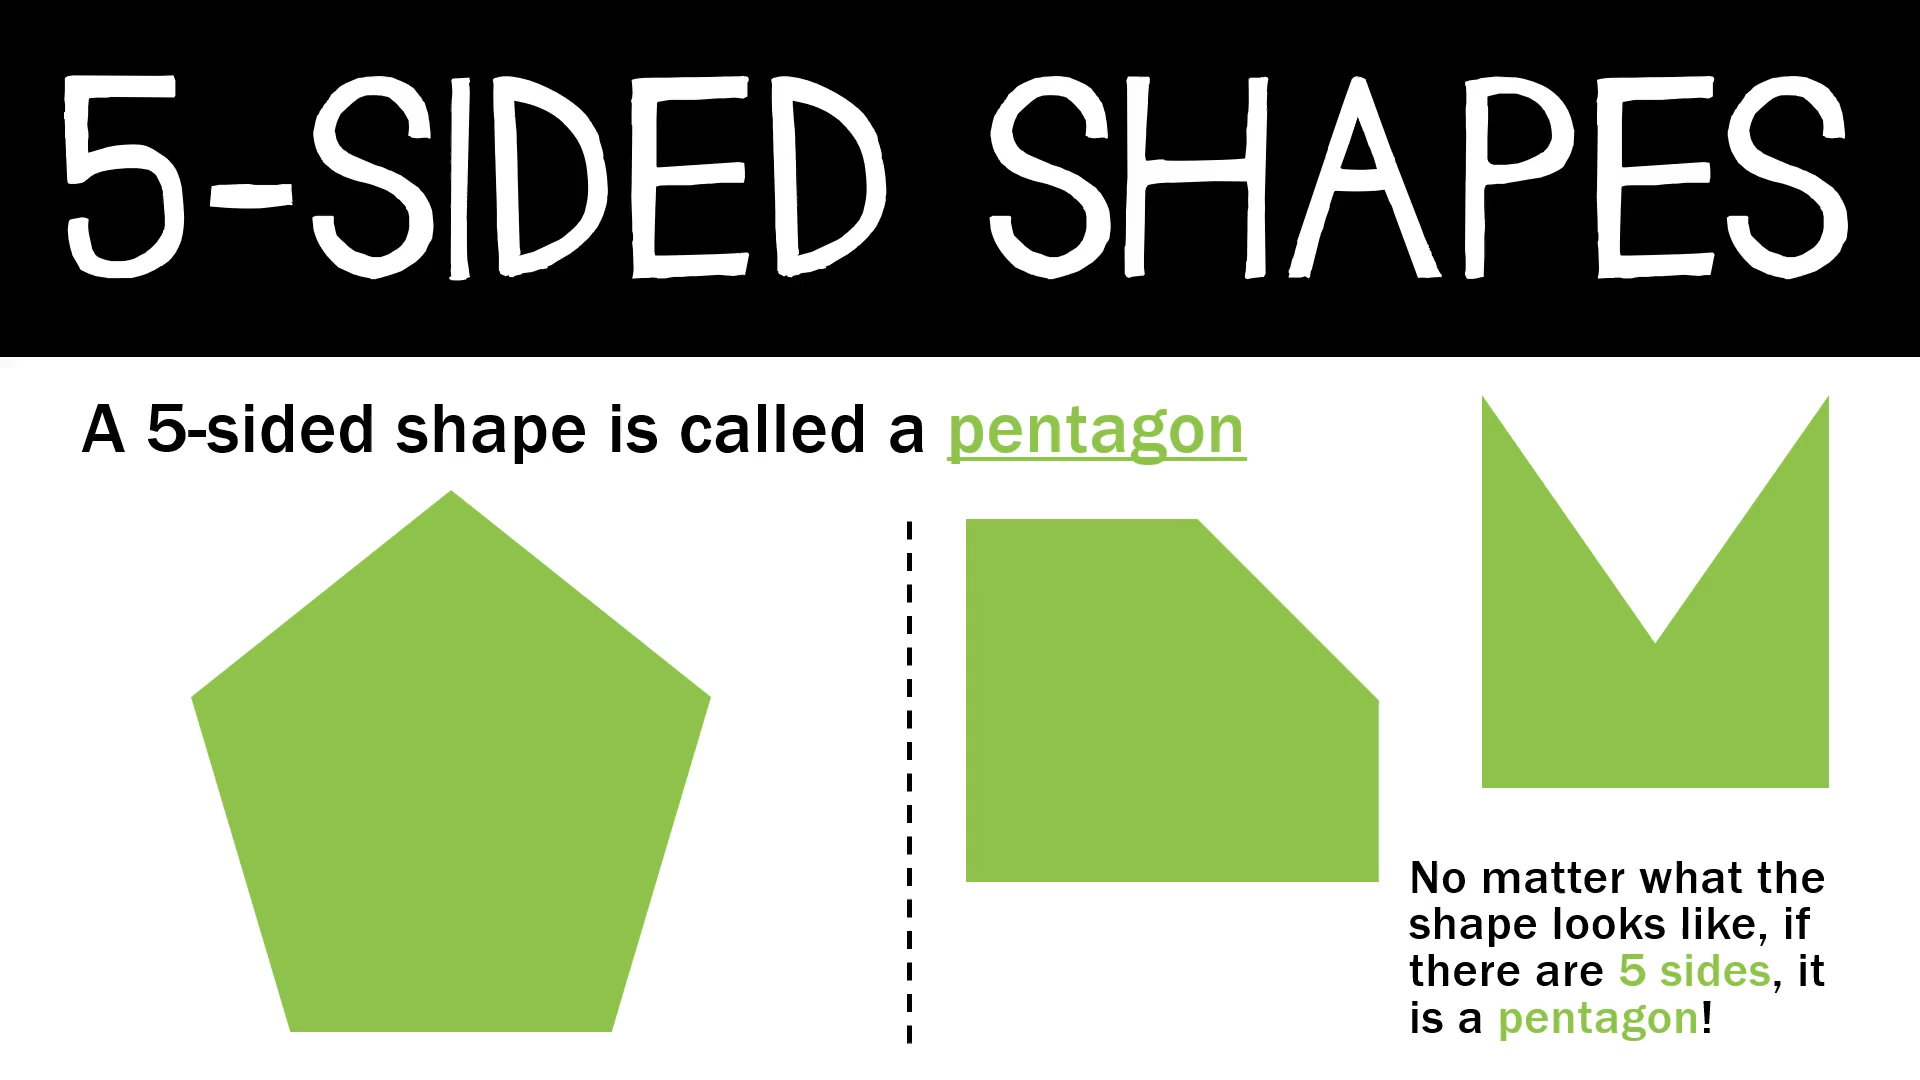 5-SIDED SHAPES
A 5-sided shape is called a pentagon
No matter what the
shape looks like, if
there are 5 sides, it
is a pentagon!